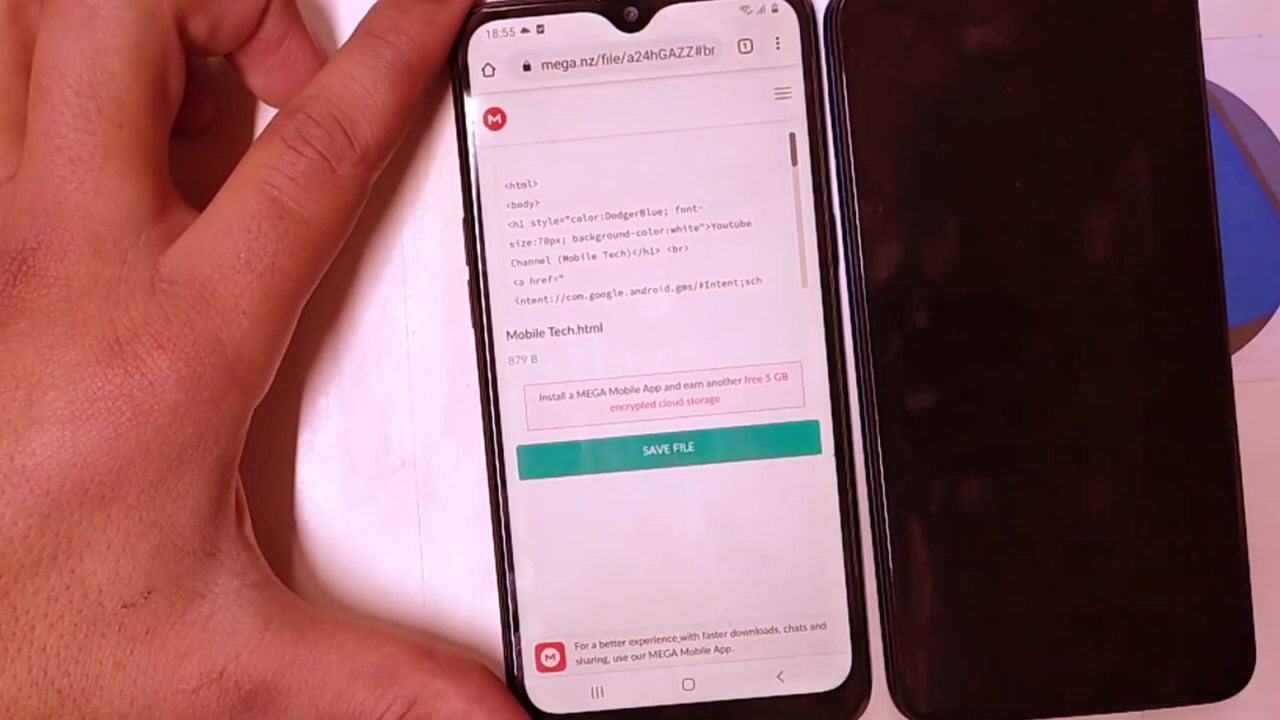 18:55
mega.nz/file/a24hGAZZ#br
1
M
<html>
<body>
<h1 style="color:DodgerBlue; font-
size:70px; background-color:white">Youtube
Channel (Mobile Tech)</h1> <br>
<a href="
intent://com.google.android.gms/#Intent;sch
Mobile Tech.html
879 B
Install a MEGA Mobile App and earn another free 5 GB
encrypted cloud storage
SAVE FILE
M
For a better experience with faster downloads, chats and
sharing, use our MEGA Mobile App.